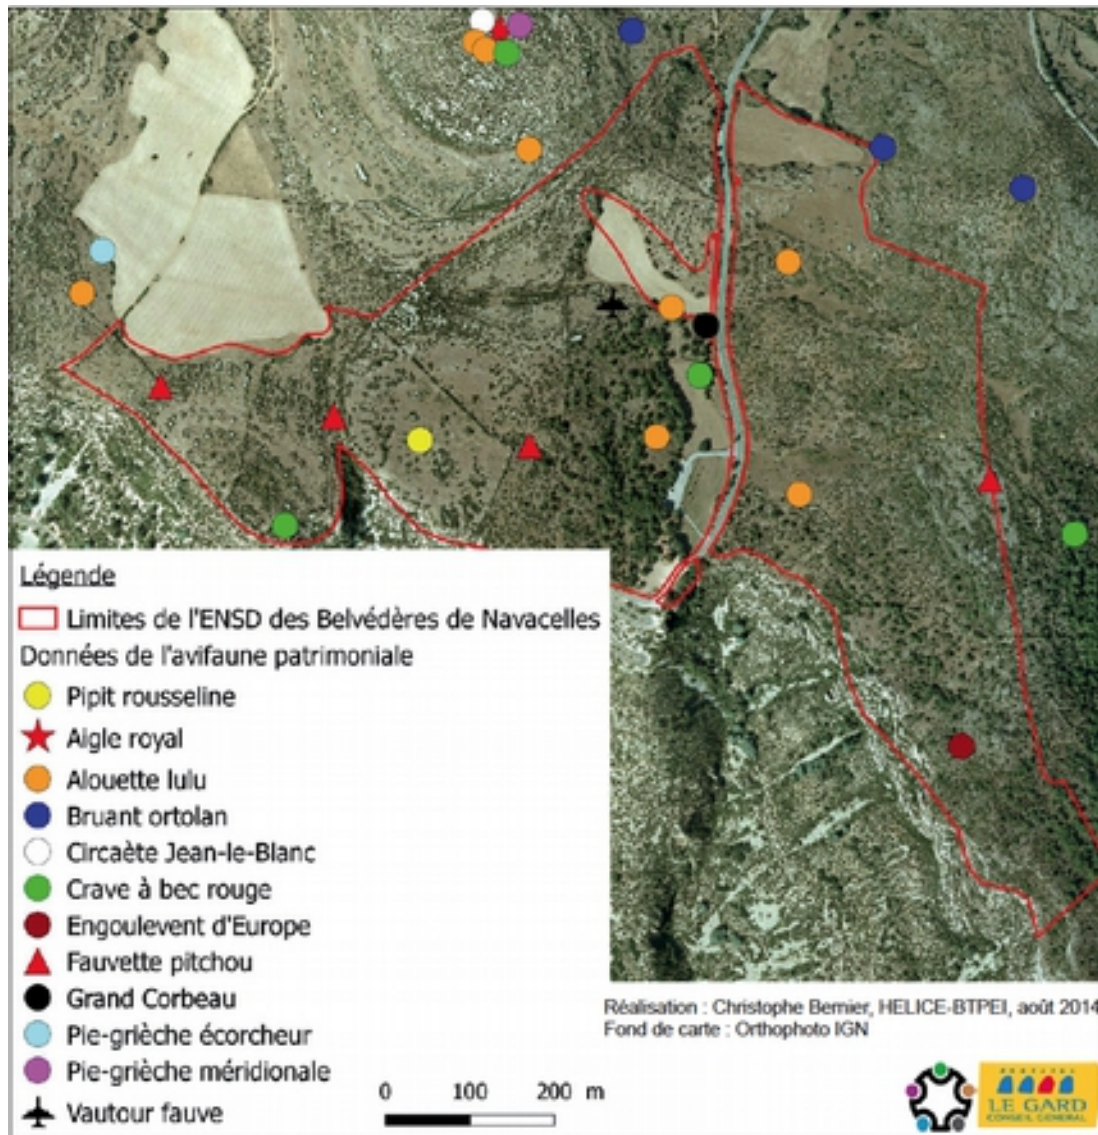 Légende
Limites de l'ENSD des Belvédères de Navacelles
Données de l'avifaune patrimoniale
Pipit rousseline
Aigle royal
Alouette lulu
Bruant ortolan
Circaète Jean-le-Blanc
Crave à bec rouge
Engoulevent d'Europe
Fauvette pitchou
Grand Corbeau
Pie-grièche écorcheur
Pie-grièche méridionale
Vautour fauve
0 100 200 m
Réalisation : Christophe Bernier, HELICE-BTPEI, août 2014
Fond de carte : Orthophoto IGN
LE GARD
CONSEIL GENERAL